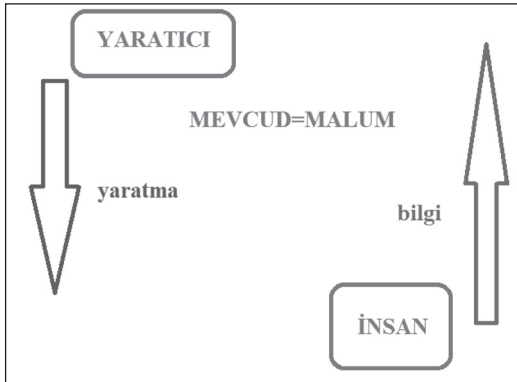 YARATICI
MEVCUD=MALUM
yaratma
bilgi
İNSAN